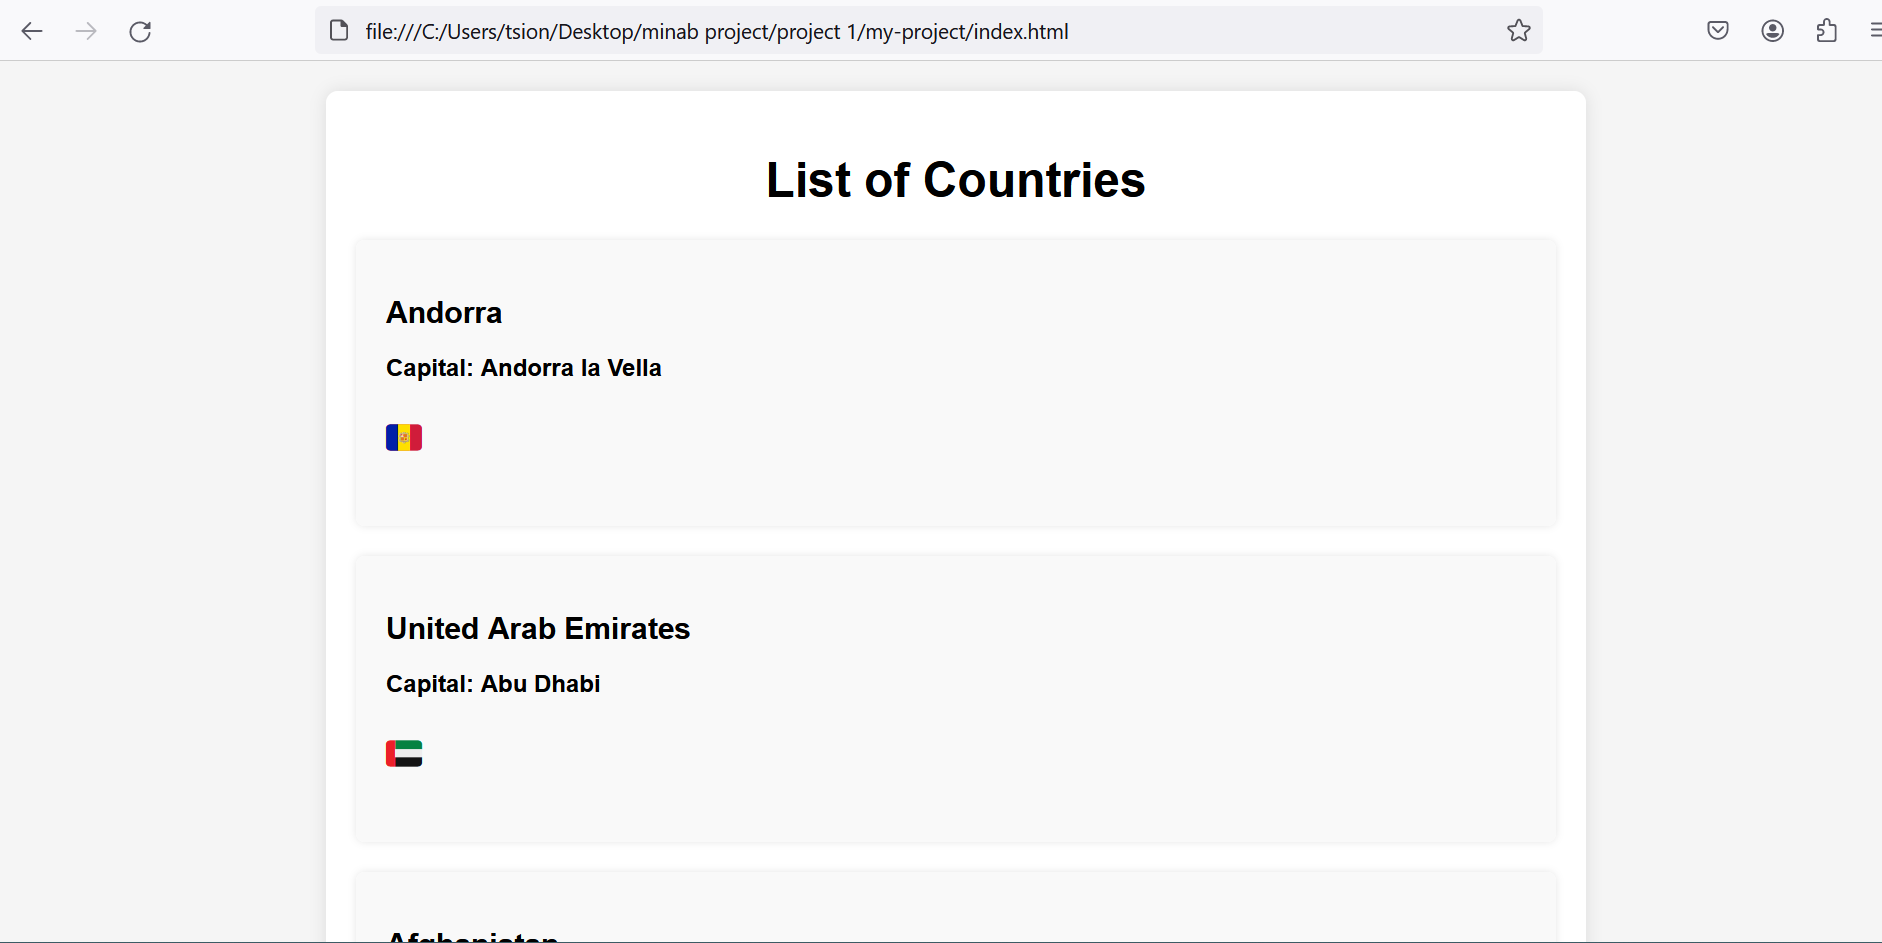 file:///C:/Users/tsion/Desktop/minab project/project 1/my-project/index.html
List of Countries
Andorra
Capital: Andorra la Vella
United Arab Emirates
Capital: Abu Dhabi
Afghanistan